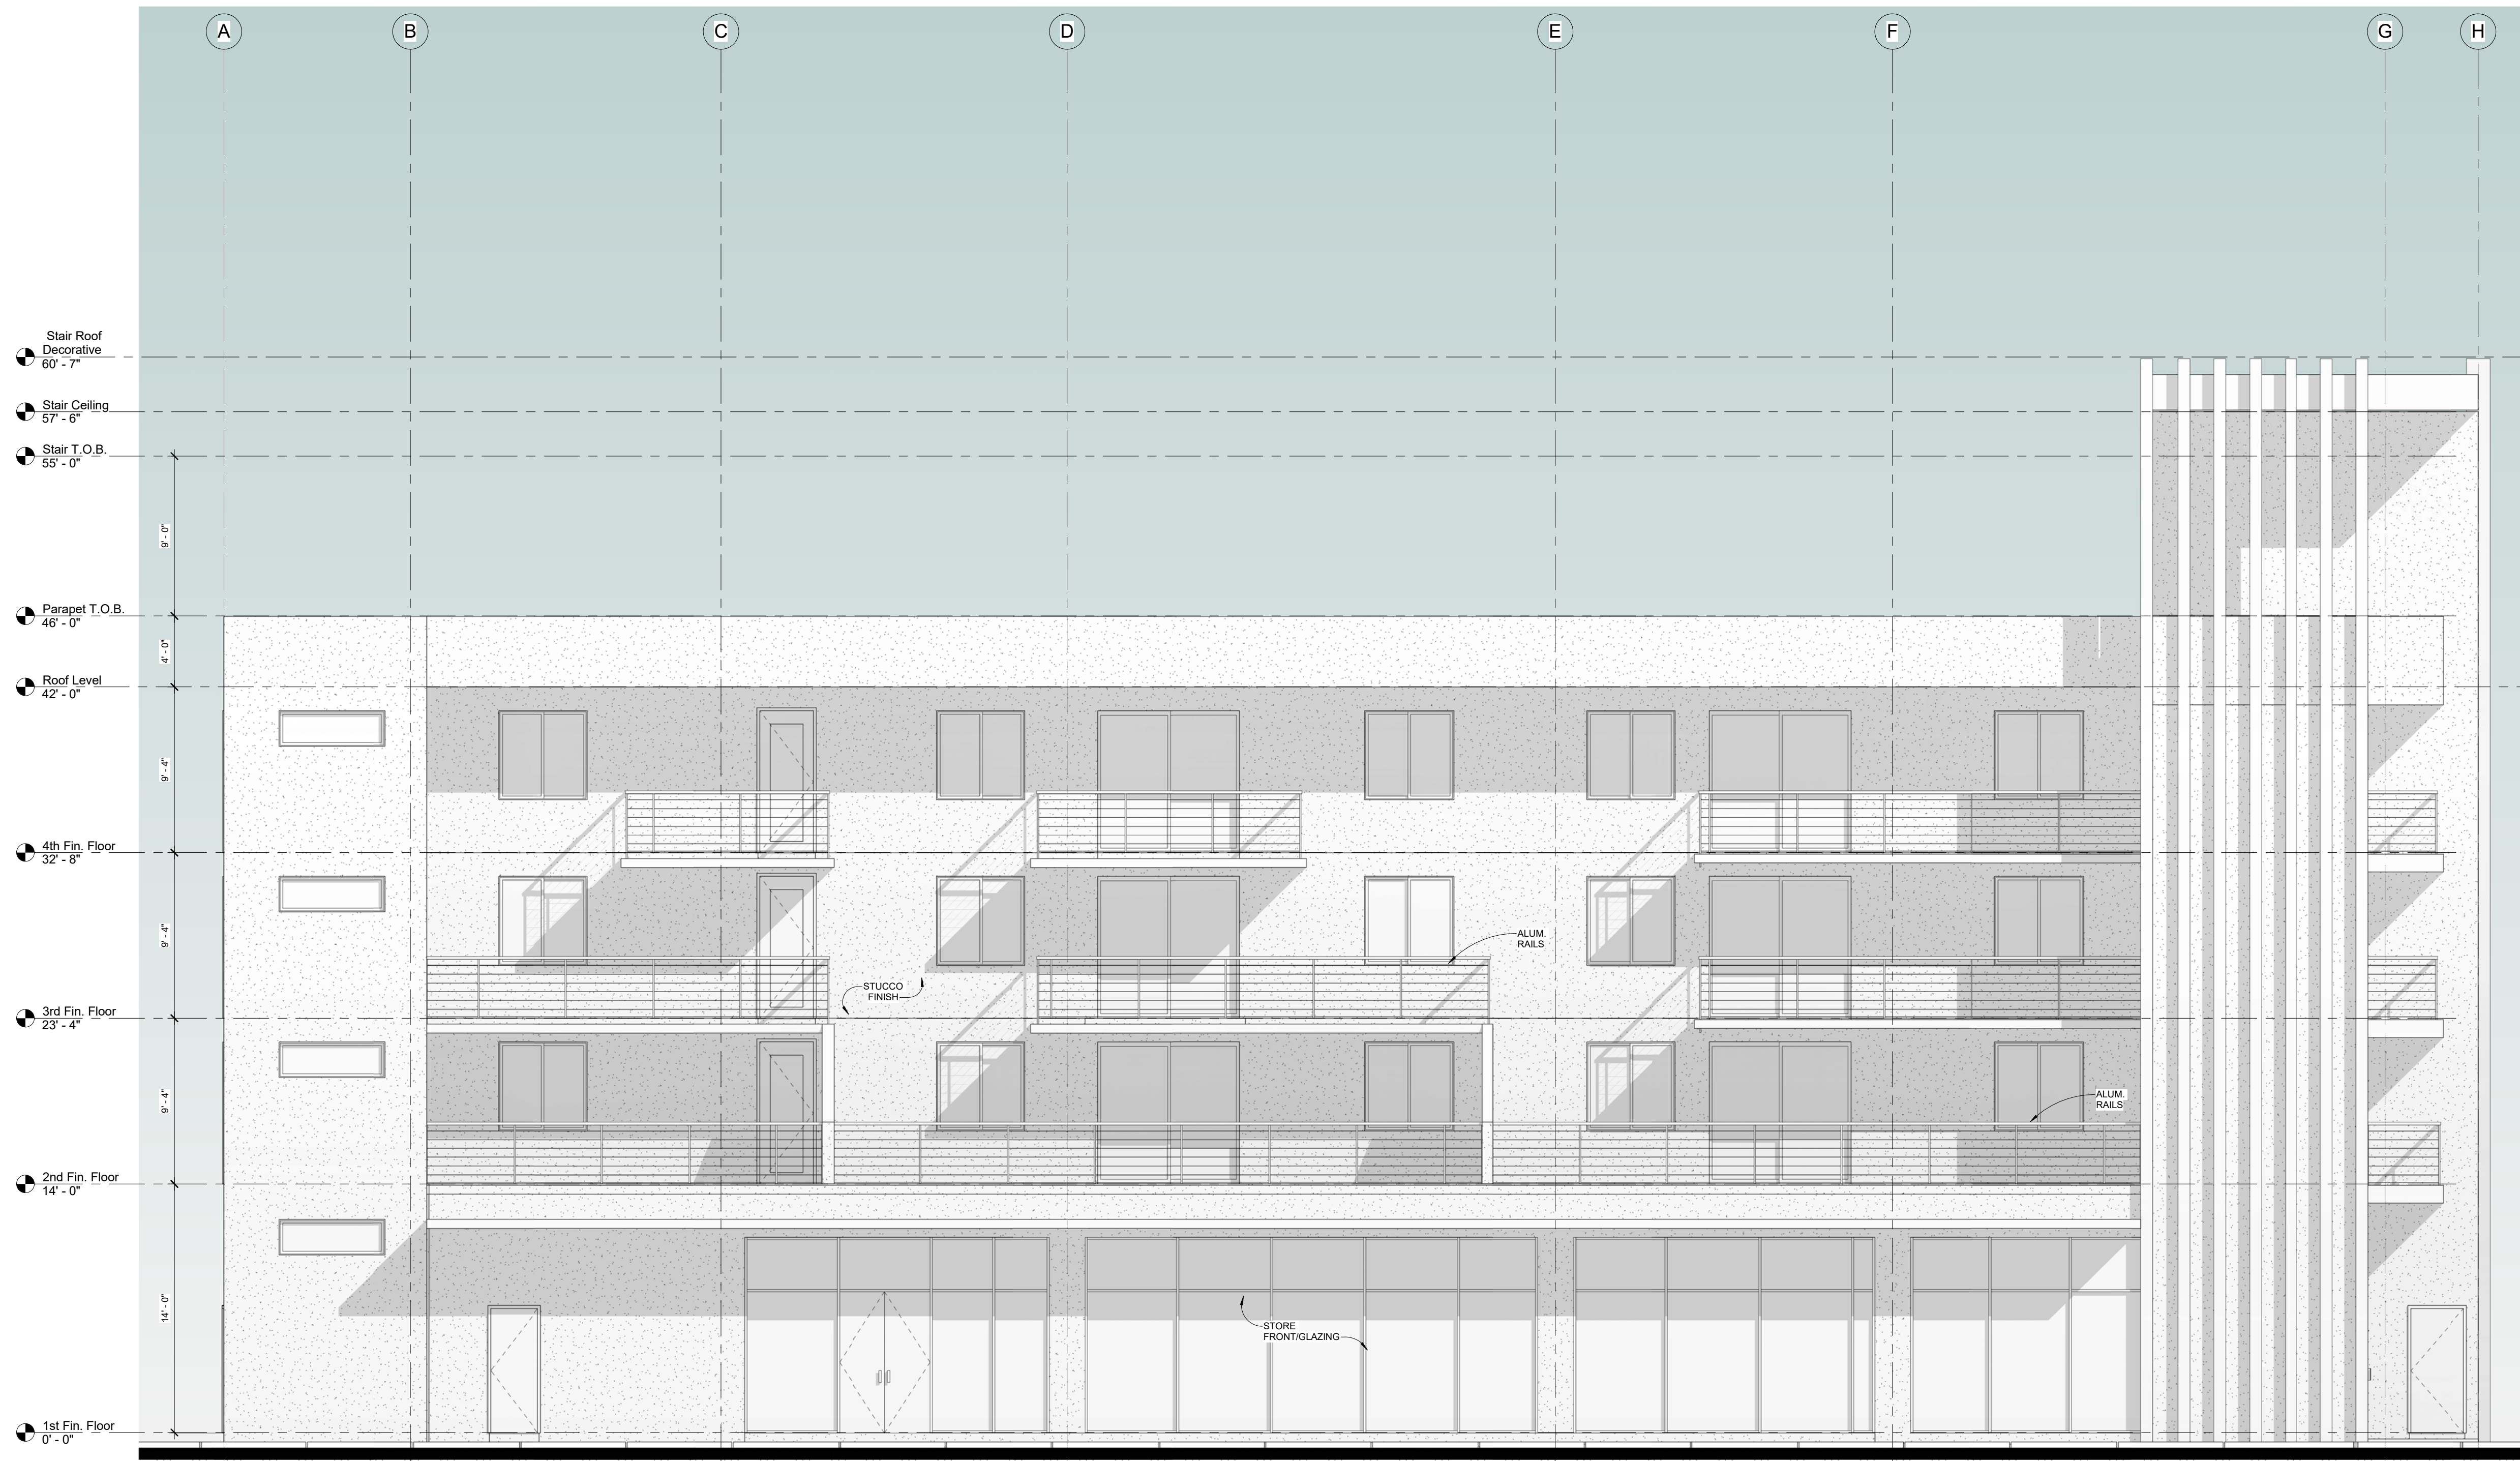 A
B
C
D
E
F
G
H
Stair Roof
Decorative
60' - 7"
Stair Ceiling
57' - 6"
Stair T.O.B.
55' - 0"
9' - 0"
Parapet T.O.B.
46' - 0"
4' - 0"
Roof Level
42' - 0"
9' - 4"
4th Fin. Floor
32' - 8"
9' - 4"
ALUM.
RAILS
STUCCO
FINISH
3rd Fin. Floor
23' - 4"
9' - 4"
ALUM.
RAILS
2nd Fin. Floor
14' - 0"
14' - 0"
STORE
FRONT/GLAZING
1st Fin. Floor
0' - 0"